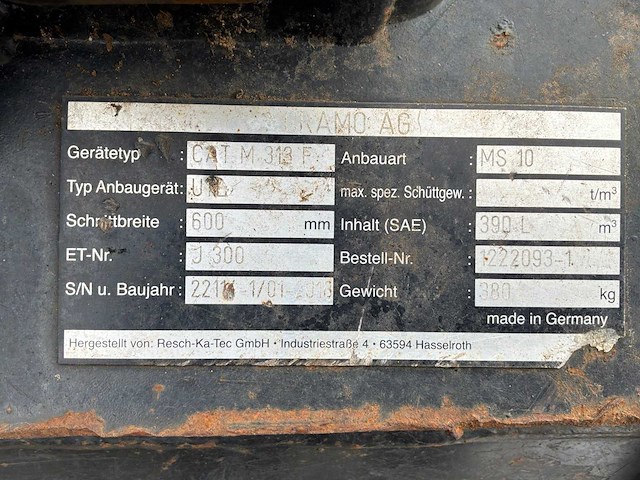 RAMO AG
Gerätetyp : CAT M 313 F Anbauart : MS 10
Typ Anbaugerät: max. spez. Schüttgew. : t/m³
Schnittbreite : 600 mm Inhalt (SAE) : 390 L m³
ET-Nr. : J 300 Bestell-Nr. : 222093-1
S/N u. Baujahr : Gewicht : 380 kg
made in Germany
Hergestellt von: Resch-Ka-Tec GmbH • Industriestraße 4 • 63594 Hasselroth